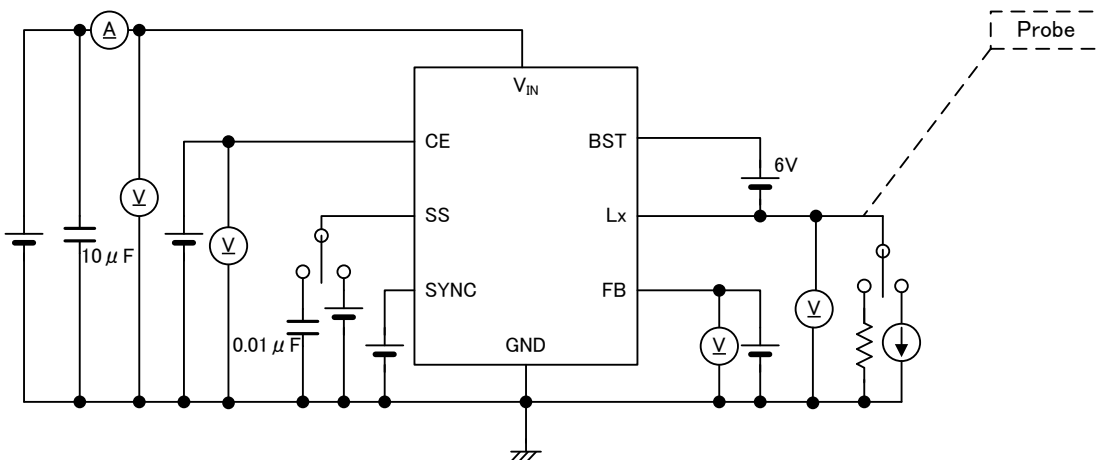 Probe
A
V_IN
CE
BST
6V
V
SS
Lx
V
10μF
SYNC
FB
V
0.01μF
GND
V